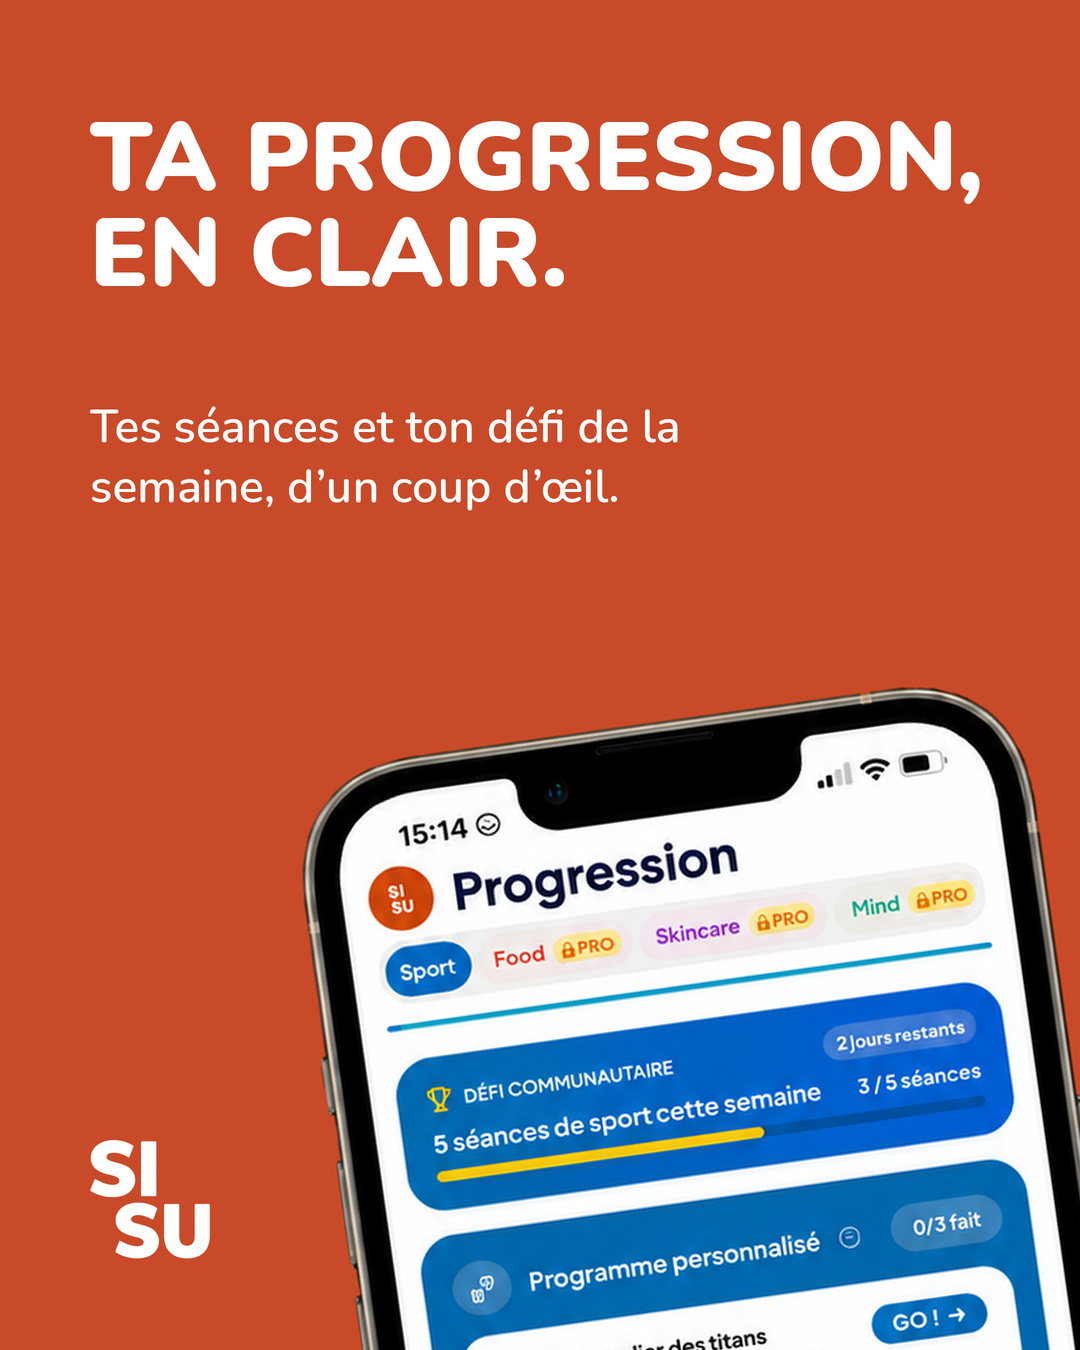 TA PROGRESSION,
EN CLAIR.
Tes séances et ton défi de la
semaine, d’un coup d’œil.
15:14
SI
SU
Progression
Sport
Food
PRO
Skincare
PRO
Mind
PRO
2 jours restants
DÉFI COMMUNAUTAIRE
5 séances de sport cette semaine
3 / 5 séances
Programme personnalisé
0/3 fait
des titans
GO ! →
SI
SU